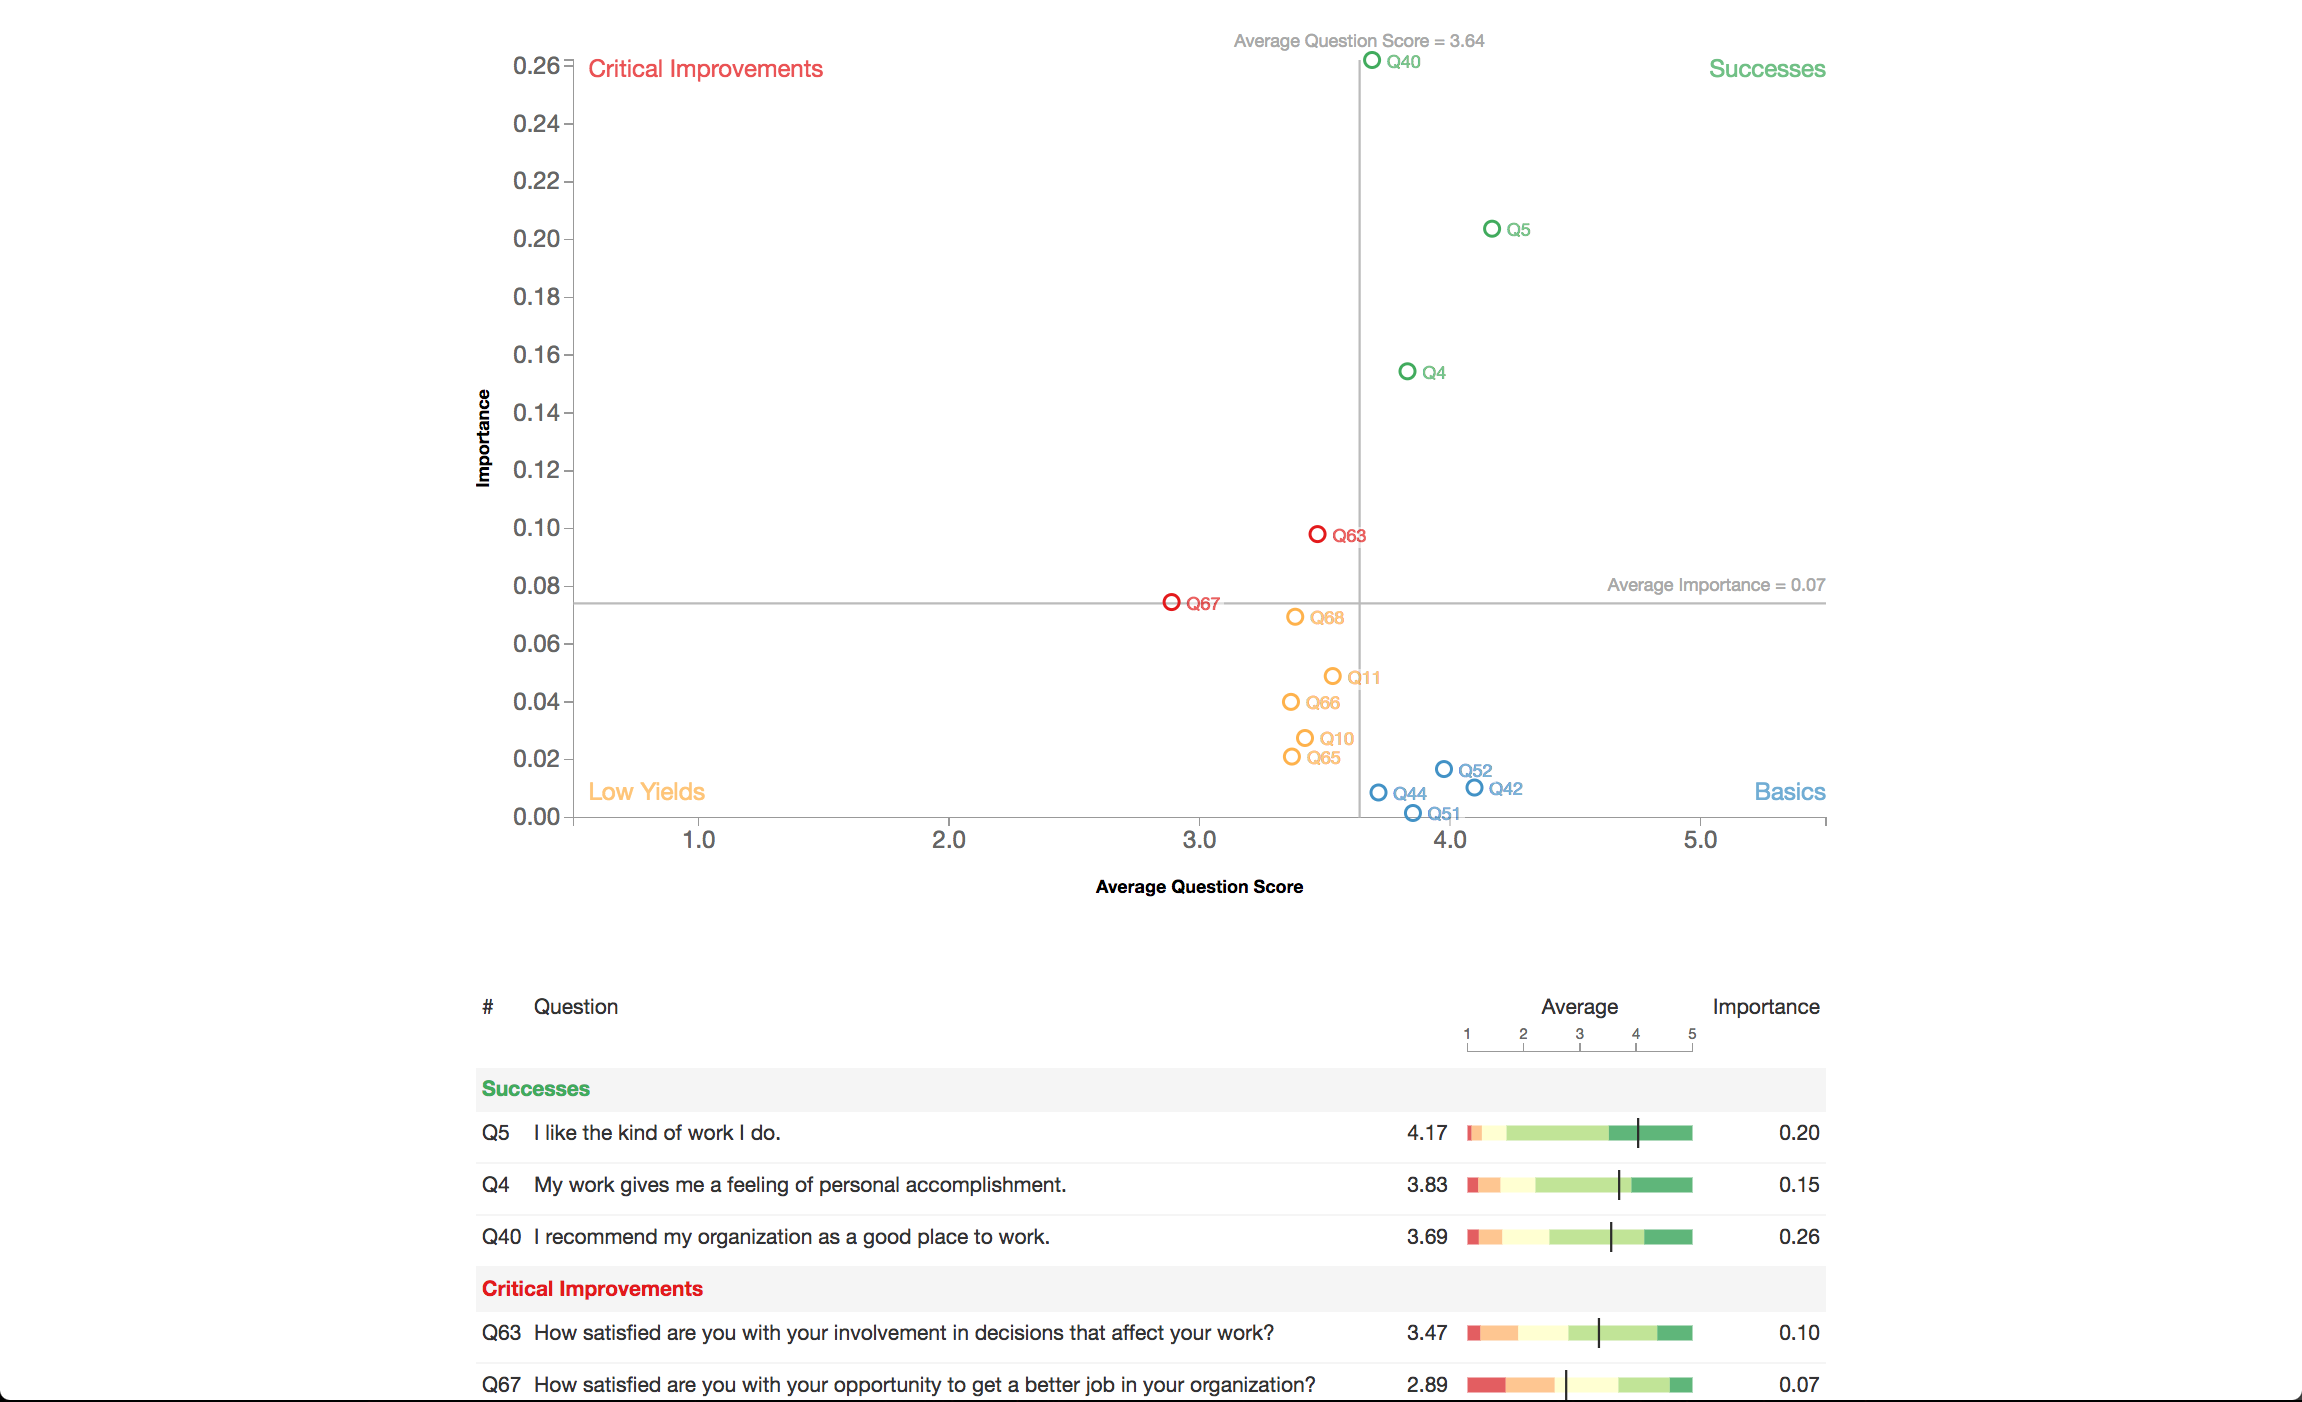 Average Question Score = 3.64
Critical Improvements
Successes
0.26
0.24
0.22
0.20
0.18
0.16
0.14
0.12
0.10
0.08
0.06
0.04
0.02
0.00
Importance
Q40
Q5
Q4
Q63
Average Importance = 0.07
Q67
Q68
Q11
Q66
Q10
Q65
Q52
Q42
Q44
Q51
Low Yields
Basics
1.0 2.0 3.0 4.0 5.0
Average Question Score
# Question Average Importance
1 2 3 4 5
Successes
Q5 I like the kind of work I do. 4.17 0.20
Q4 My work gives me a feeling of personal accomplishment. 3.83 0.15
Q40 I recommend my organization as a good place to work. 3.69 0.26
Critical Improvements
Q63 How satisfied are you with your involvement in decisions that affect your work? 3.47 0.10
Q67 How satisfied are you with your opportunity to get a better job in your organization? 2.89 0.07